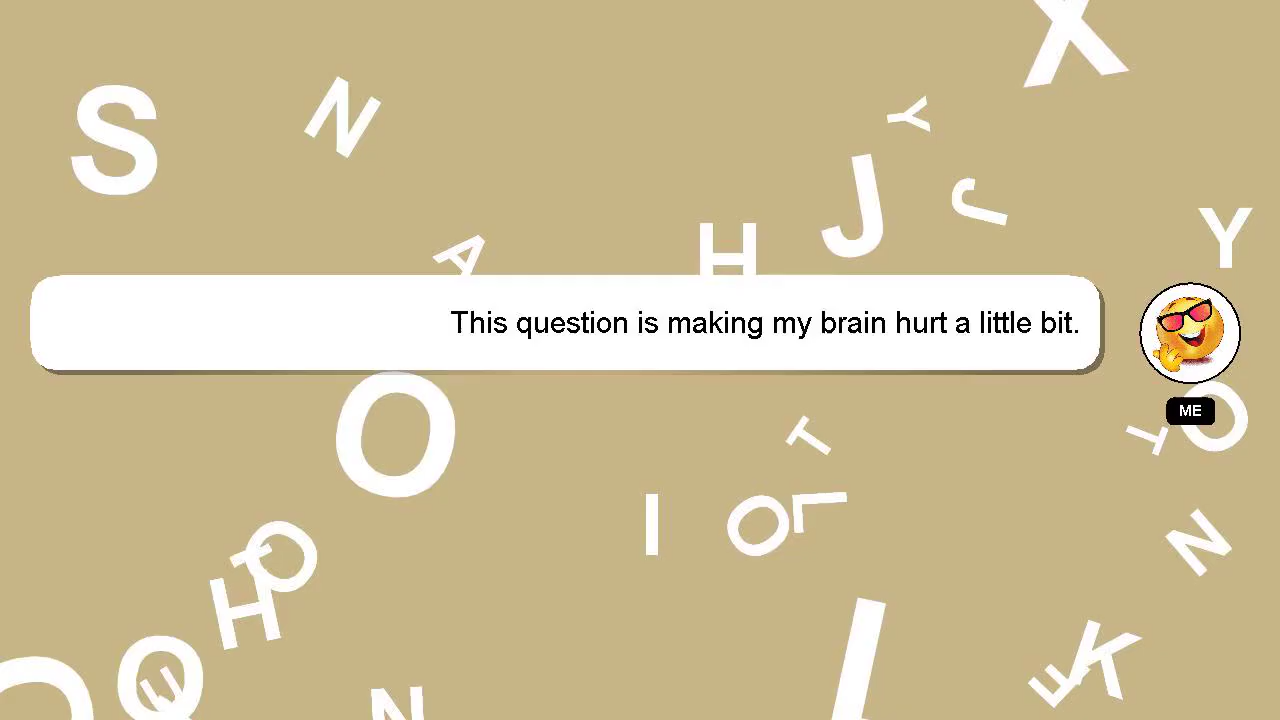 X
S
N
Y
J
J
Y
A
H
This question is making my brain hurt a little bit.
ME
O
O
T
T
I
O
L
N
O
T
H
K
E
O
N